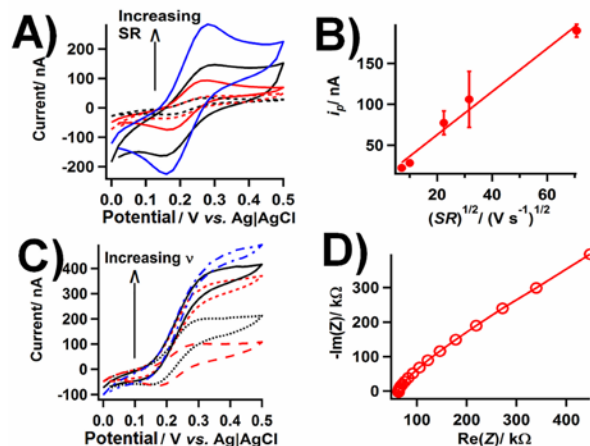 A)
Increasing
SR
Current/ nA
200
100
0
-100
-200
0.0 0.1 0.2 0.3 0.4 0.5
Potential/ V vs. Ag|AgCl
B)
i_p/ nA
150
100
50
20 40 60
(SR)^1/2/ (V s^-1)^1/2
C)
Increasing ν
Current/ nA
400
300
200
100
0
-100
0.0 0.1 0.2 0.3 0.4 0.5
Potential/ V vs. Ag|AgCl
D)
-Im(Z)/ kΩ
400
300
200
100
0
100 200 300 400
Re(Z)/ kΩ